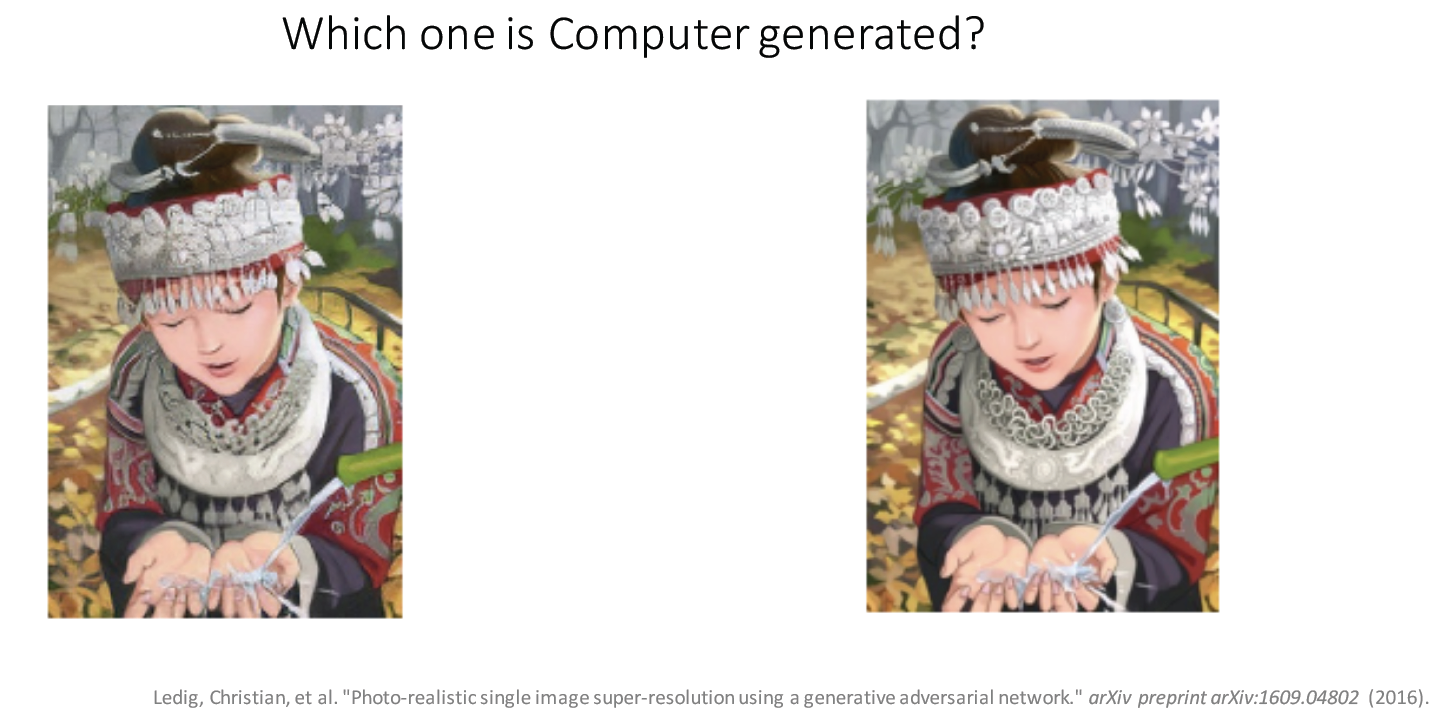 Which one is Computer generated?
Ledig, Christian, et al. "Photo-realistic single image super-resolution using a generative adversarial network." arXiv preprint arXiv:1609.04802 (2016).